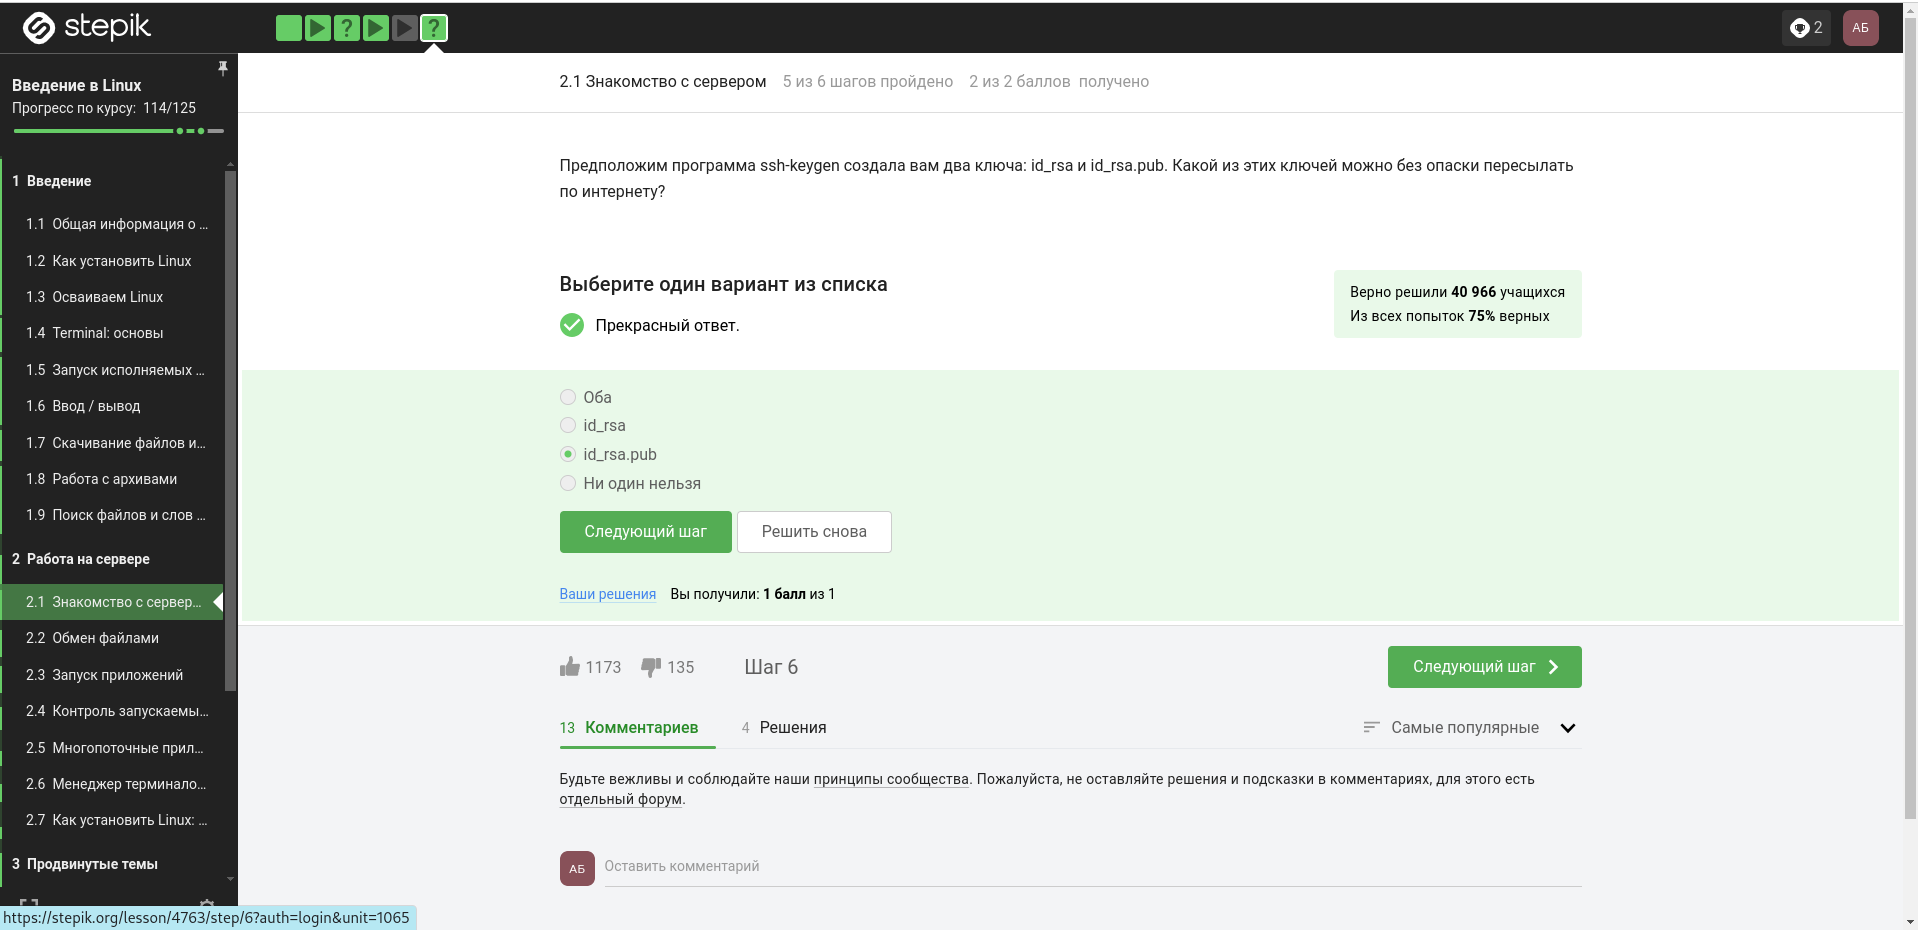 stepik
?
?
2
АБ
Введение в Linux
Прогресс по курсу: 114/125
1 Введение
1.1 Общая информация о ...
1.2 Как установить Linux
1.3 Осваиваем Linux
1.4 Terminal: основы
1.5 Запуск исполняемых ...
1.6 Ввод / вывод
1.7 Скачивание файлов и...
1.8 Работа с архивами
1.9 Поиск файлов и слов ...
2 Работа на сервере
2.1 Знакомство с сервер...
2.2 Обмен файлами
2.3 Запуск приложений
2.4 Контроль запускаемы...
2.5 Многопоточные прил...
2.6 Менеджер терминало...
2.7 Как установить Linux: ...
3 Продвинутые темы
https://stepik.org/lesson/4763/step/6?auth=login&unit=1065
2.1 Знакомство с сервером 5 из 6 шагов пройдено 2 из 2 баллов получено
Предположим программа ssh-keygen создала вам два ключа: id_rsa и id_rsa.pub. Какой из этих ключей можно без опаски пересылать
по интернету?
Выберите один вариант из списка
Прекрасный ответ.
Верно решили 40 966 учащихся
Из всех попыток 75% верных
Оба
id_rsa
id_rsa.pub
Ни один нельзя
Следующий шаг Решить снова
Ваши решения Вы получили: 1 балл из 1
1173 135 Шаг 6 Следующий шаг
13 Комментариев 4 Решения Самые популярные
Будьте вежливы и соблюдайте наши принципы сообщества. Пожалуйста, не оставляйте решения и подсказки в комментариях, для этого есть
отдельный форум.
АБ Оставить комментарий